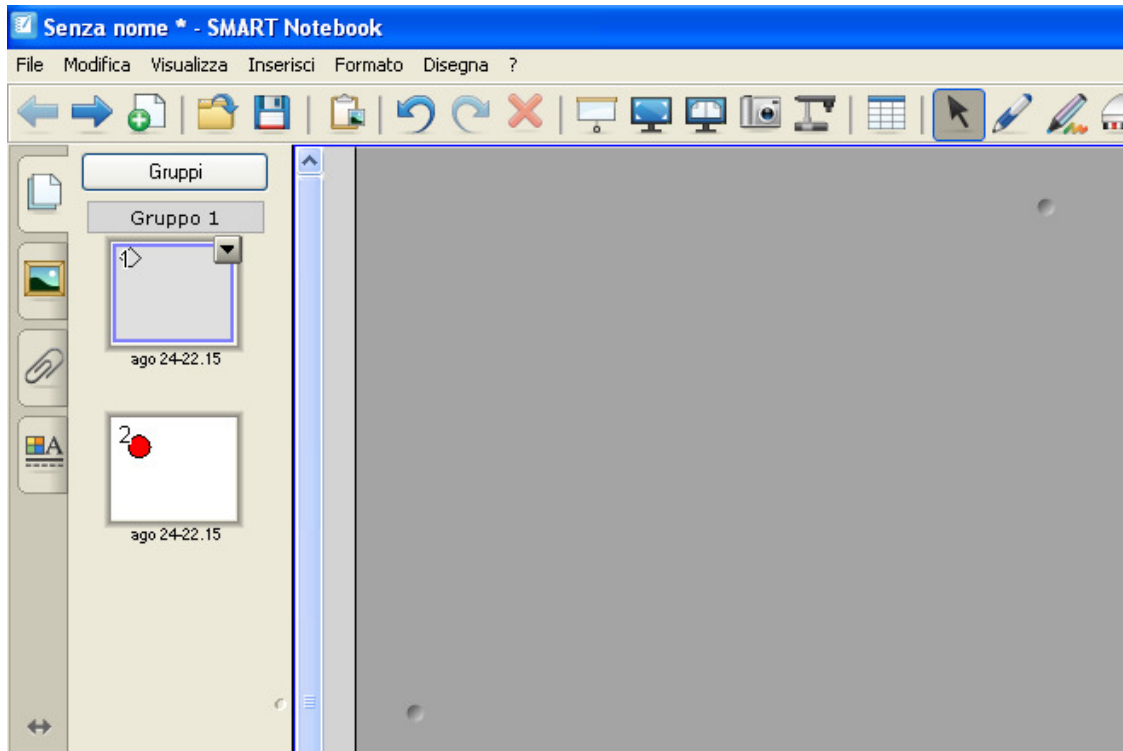 Senza nome * - SMART Notebook
File Modifica Visualizza Inserisci Formato Disegna ?
Gruppi
Gruppo 1
1
ago 24-22.15
2
ago 24-22.15
A